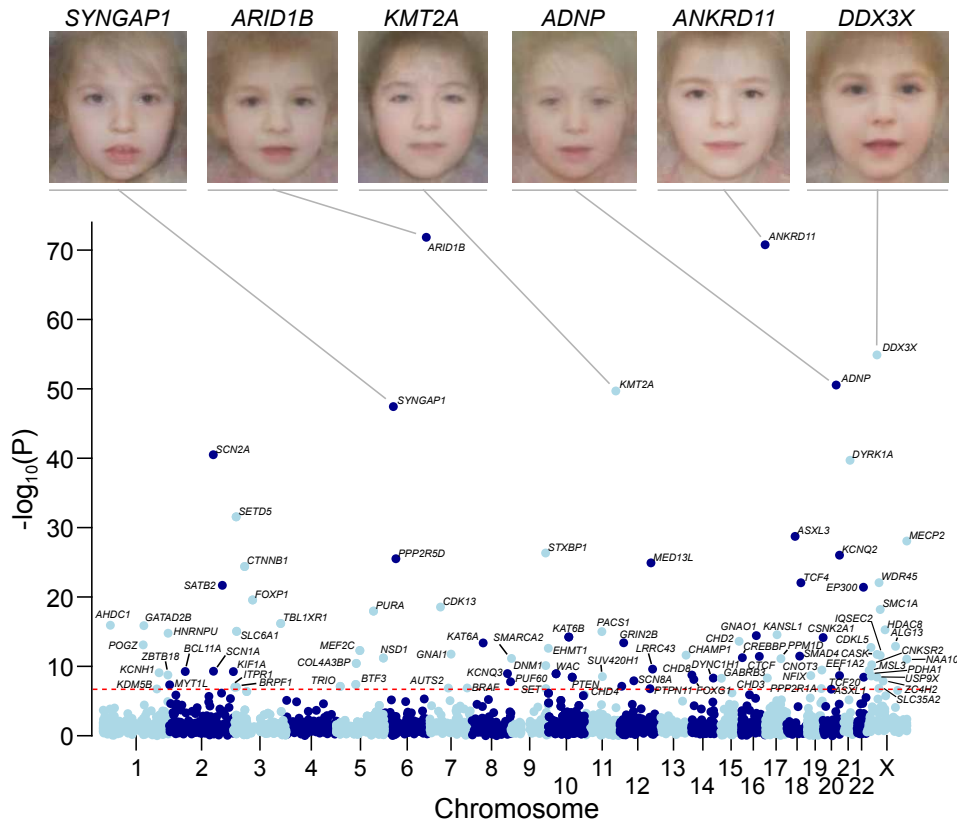 SYNGAP1 ARID1B KMT2A ADNP ANKRD11 DDX3X
70
ARID1B
ANKRD11
60
DDX3X
ADNP
50
KMT2A
SYNGAP1
SCN2A
DYRK1A
40
-log10(P)
SETD5
30
ASXL3
MECP2
STXBP1
KCNQ2
PPP2R5D
MED13L
CTNNB1
TCF4
WDR45
SATB2
EP300
20
FOXP1
CDK13
PURA
SMC1A
AHDC1
GATAD2B
TBL1XR1
HNRNPU
SLC6A1
KAT6B
PACS1
GNAO1
KANSL1
CSNK2A1
IQSEC2
HDAC8
POGZ
MEF2C
KAT6A
SMARCA2
GRIN2B
CHD2
CREBBP
PPM1D
CDKL5
ALG13
ZBTB18
BCL11A
SCN1A
NSD1
GNAI1
EHMT1
LRRC43
CHAMP1
SMAD4
CASK
CNKSR2
NAA10
KCNH1
KIF1A
COL4A3BP
DNM1
WAC
SUV420H1
CHD8
DYNC1H1
CTCF
CNOT3
EEF1A2
MSL3
PDHA1
10
KDM5B
MYT1L
ITPR1
BRPF1
TRIO
BTF3
AUTS2
KCNQ3
BRAF
PUF60
SET
PTEN
CHD4
SCN8A
PTPN11
FOXG1
GABRB3
CHD3
NFIX
PPP2R1A
TCF20
ASXL1
USP9X
ZC4H2
SLC35A2
0
1 2 3 4 5 6 7 8 9 10 11 12 13 14 15 16 17 18 19 20 21 22 X
Chromosome